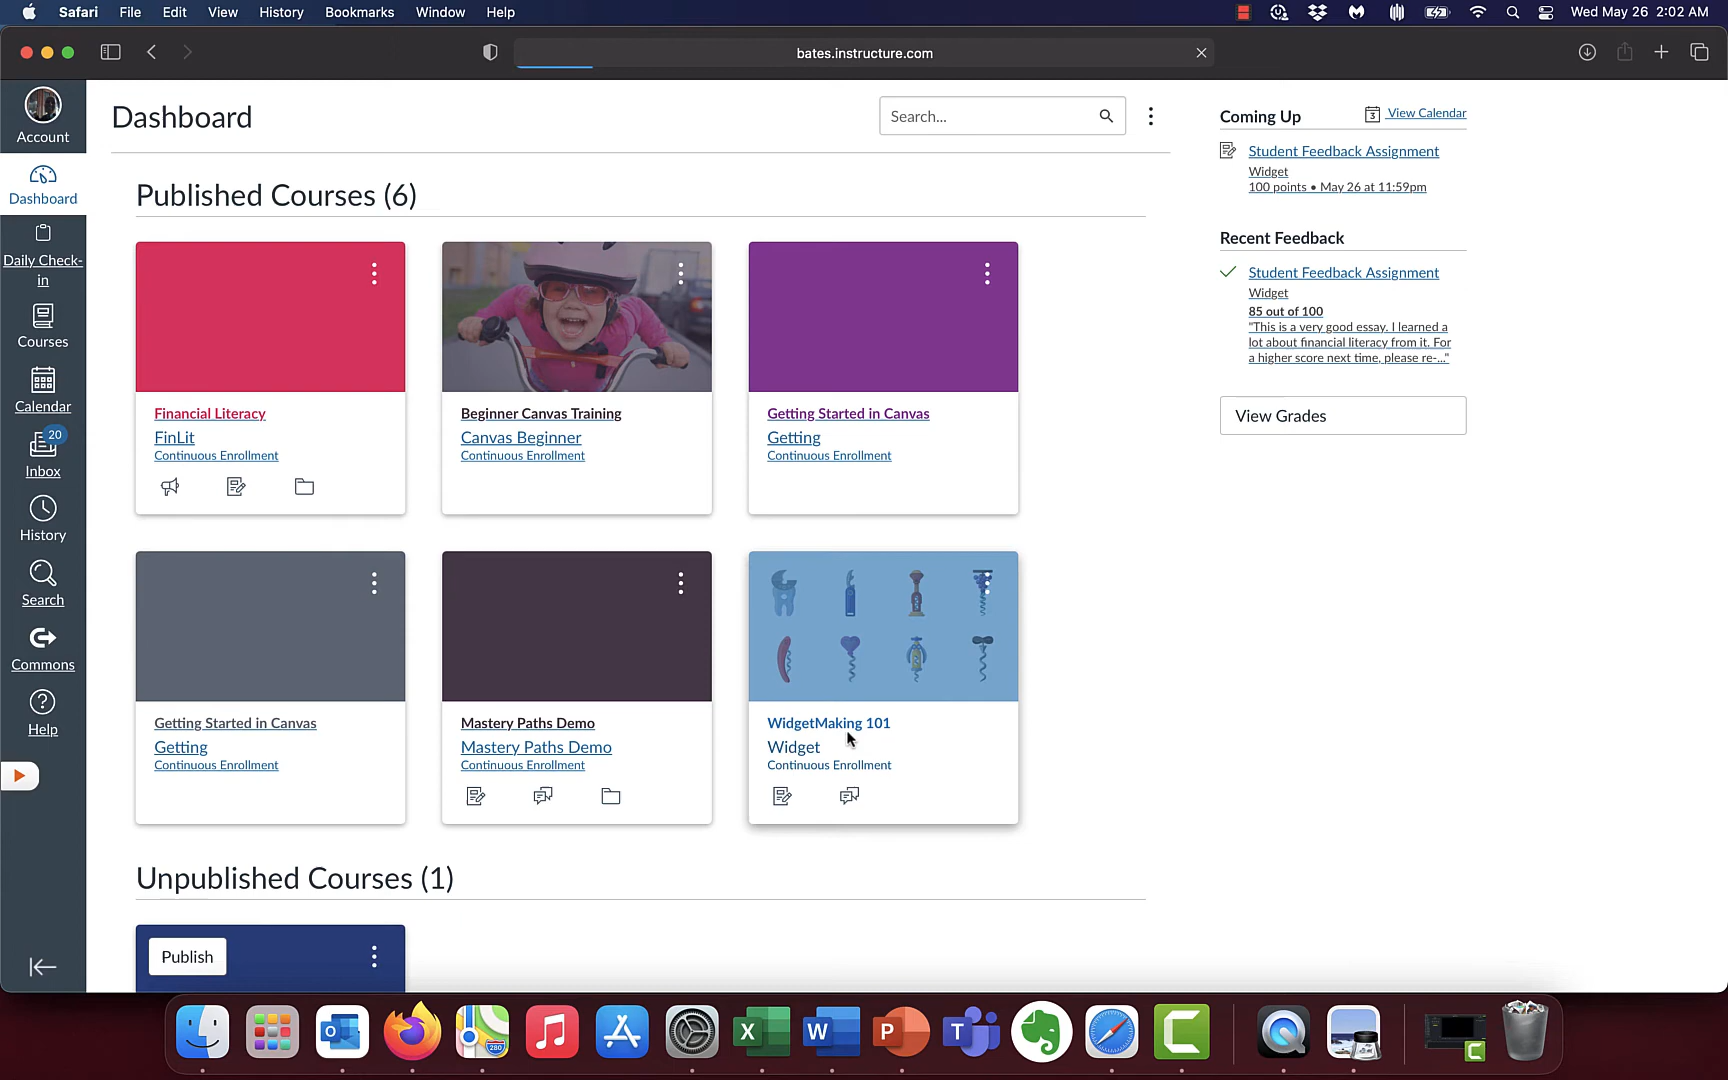 Safari File Edit View History Bookmarks Window Help Wed May 26 2:02 AM
bates.instructure.com
Account
Dashboard
Daily Check-
in
Courses
Calendar
20
Inbox
History
Search
Commons
Help
Dashboard
Search...
Published Courses (6)
Financial Literacy
FinLit
Continuous Enrollment
Beginner Canvas Training
Canvas Beginner
Continuous Enrollment
Getting Started in Canvas
Getting
Continuous Enrollment
Getting Started in Canvas
Getting
Continuous Enrollment
Mastery Paths Demo
Mastery Paths Demo
Continuous Enrollment
WidgetMaking 101
Widget
Continuous Enrollment
Unpublished Courses (1)
Publish
Coming Up
3 View Calendar
Student Feedback Assignment
Widget
100 points • May 26 at 11:59pm
Recent Feedback
Student Feedback Assignment
Widget
85 out of 100
"This is a very good essay. I learned a
lot about financial literacy from it. For
a higher score next time, please re-..."
View Grades
O
280
X
W
P
T
C